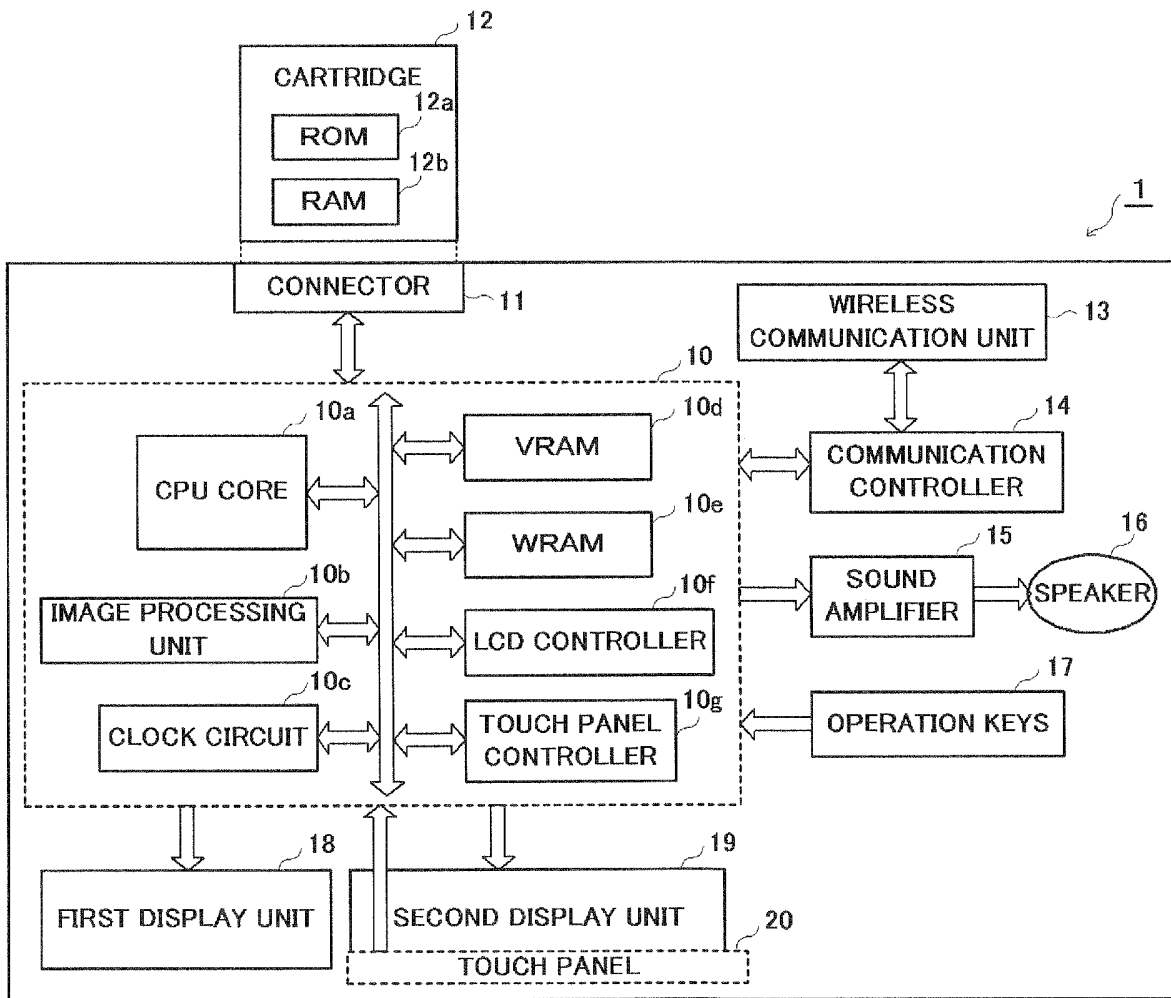 12
CARTRIDGE
12a
ROM
12b
RAM
1
CONNECTOR
11
WIRELESS
COMMUNICATION UNIT
13
10
10a
CPU CORE
10d
VRAM
14
COMMUNICATION
CONTROLLER
10e
WRAM
10b
IMAGE PROCESSING
UNIT
10f
LCD CONTROLLER
15
SOUND
AMPLIFIER
16
SPEAKER
10c
CLOCK CIRCUIT
10g
TOUCH PANEL
CONTROLLER
17
OPERATION KEYS
18
FIRST DISPLAY UNIT
19
SECOND DISPLAY UNIT
20
TOUCH PANEL